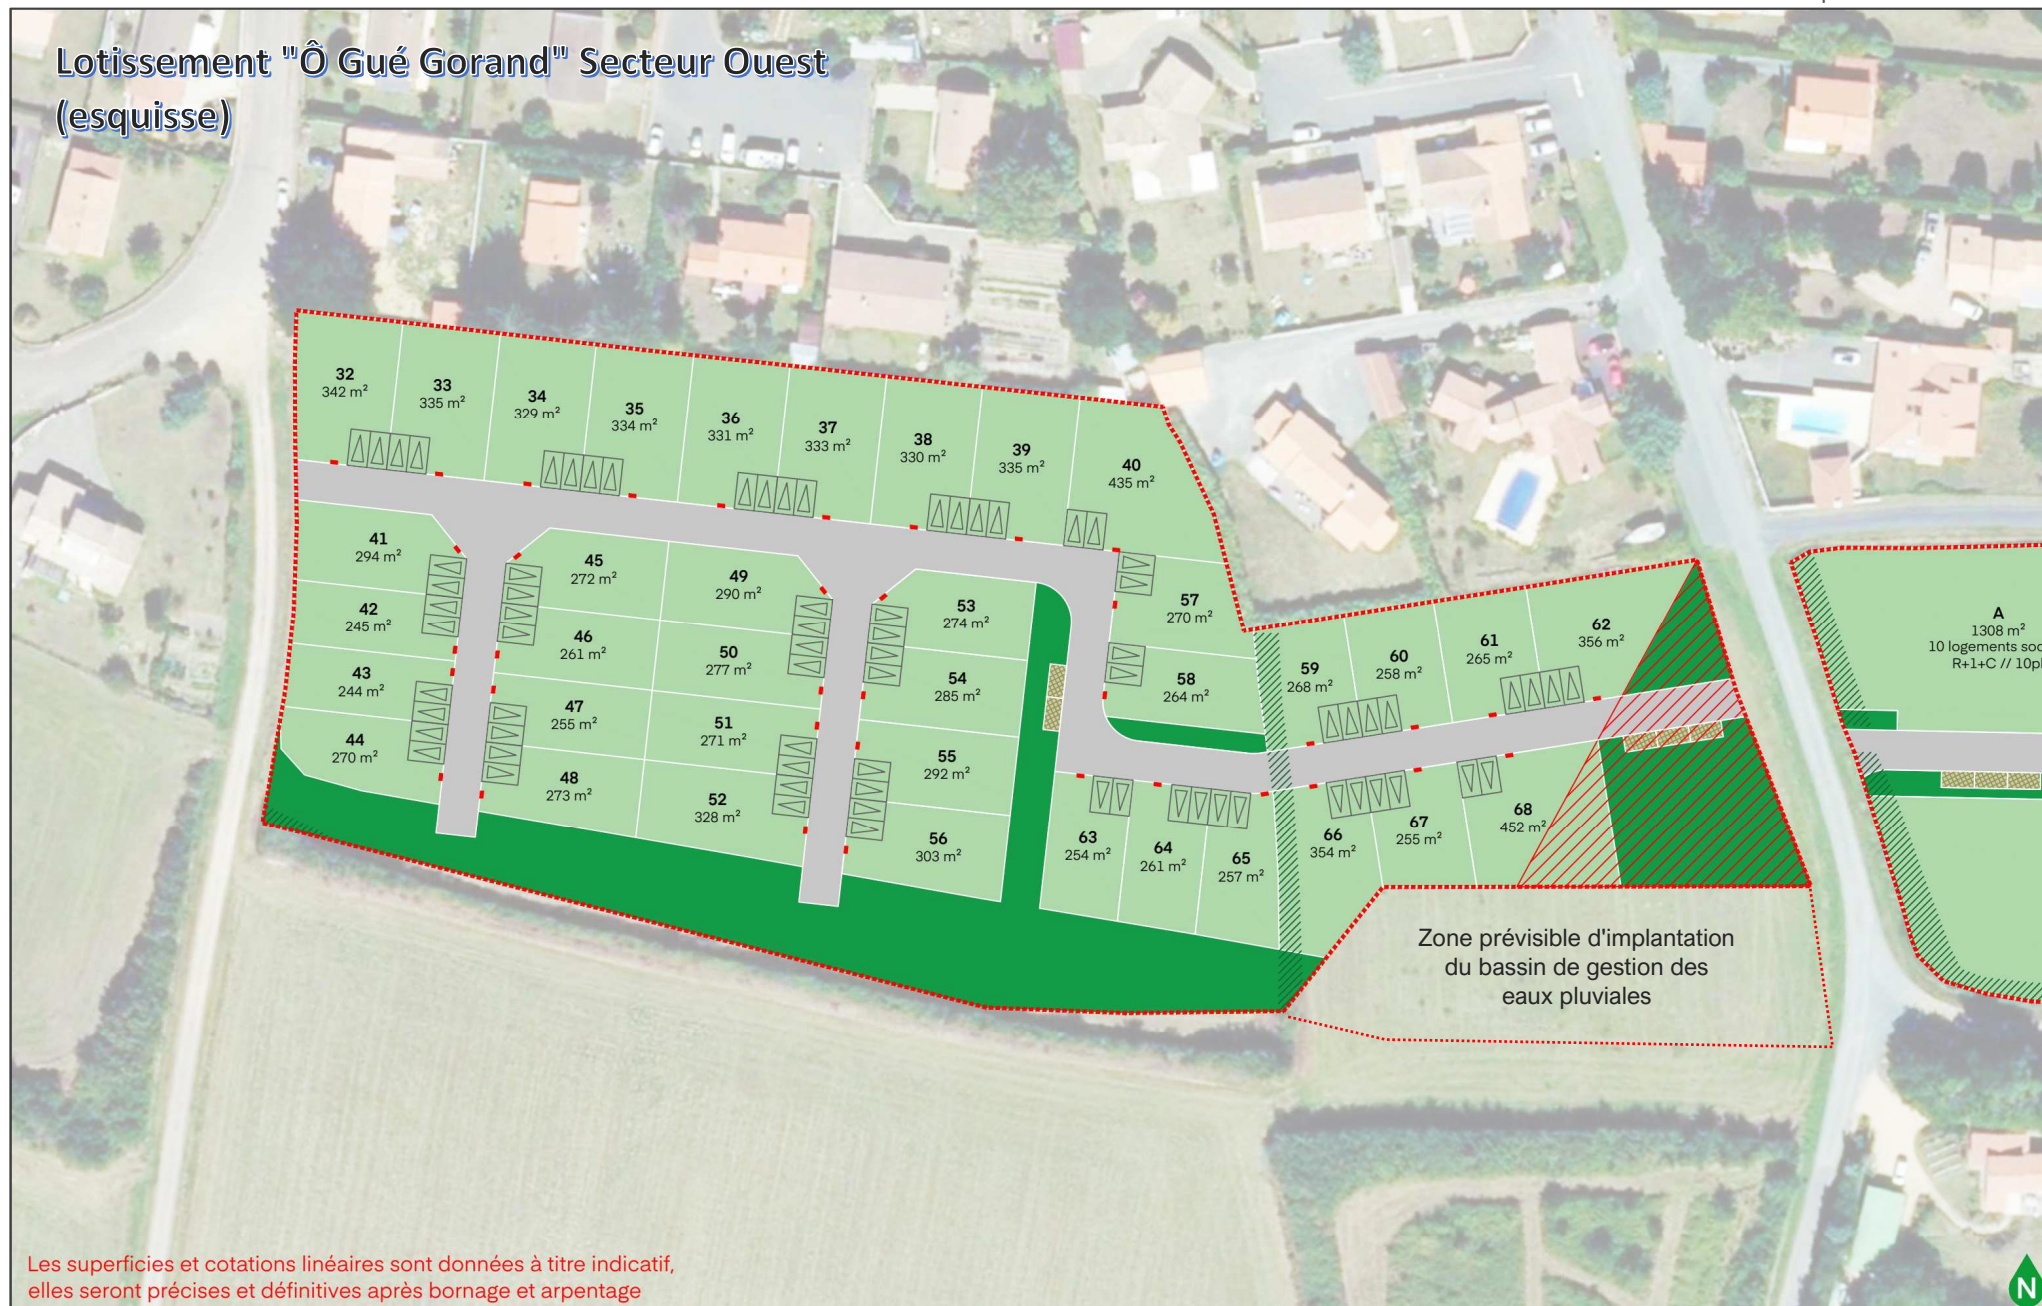 Lotissement "Ô Gué Gorand" Secteur Ouest
(esquisse)
32
342 m²
33
335 m²
34
329 m²
35
334 m²
36
331 m²
37
333 m²
38
330 m²
39
335 m²
40
435 m²
41
294 m²
42
245 m²
43
244 m²
44
270 m²
45
272 m²
46
261 m²
47
255 m²
48
273 m²
49
290 m²
50
277 m²
51
271 m²
52
328 m²
53
274 m²
54
285 m²
55
292 m²
56
303 m²
57
270 m²
58
264 m²
59
268 m²
60
258 m²
61
265 m²
62
356 m²
63
254 m²
64
261 m²
65
257 m²
66
354 m²
67
255 m²
68
452 m²
A
1308 m²
10 logements soc
R+1+C // 10pl
Zone prévisible d'implantation
du bassin de gestion des
eaux pluviales
Les superficies et cotations linéaires sont données à titre indicatif,
elles seront précises et définitives après bornage et arpentage
N